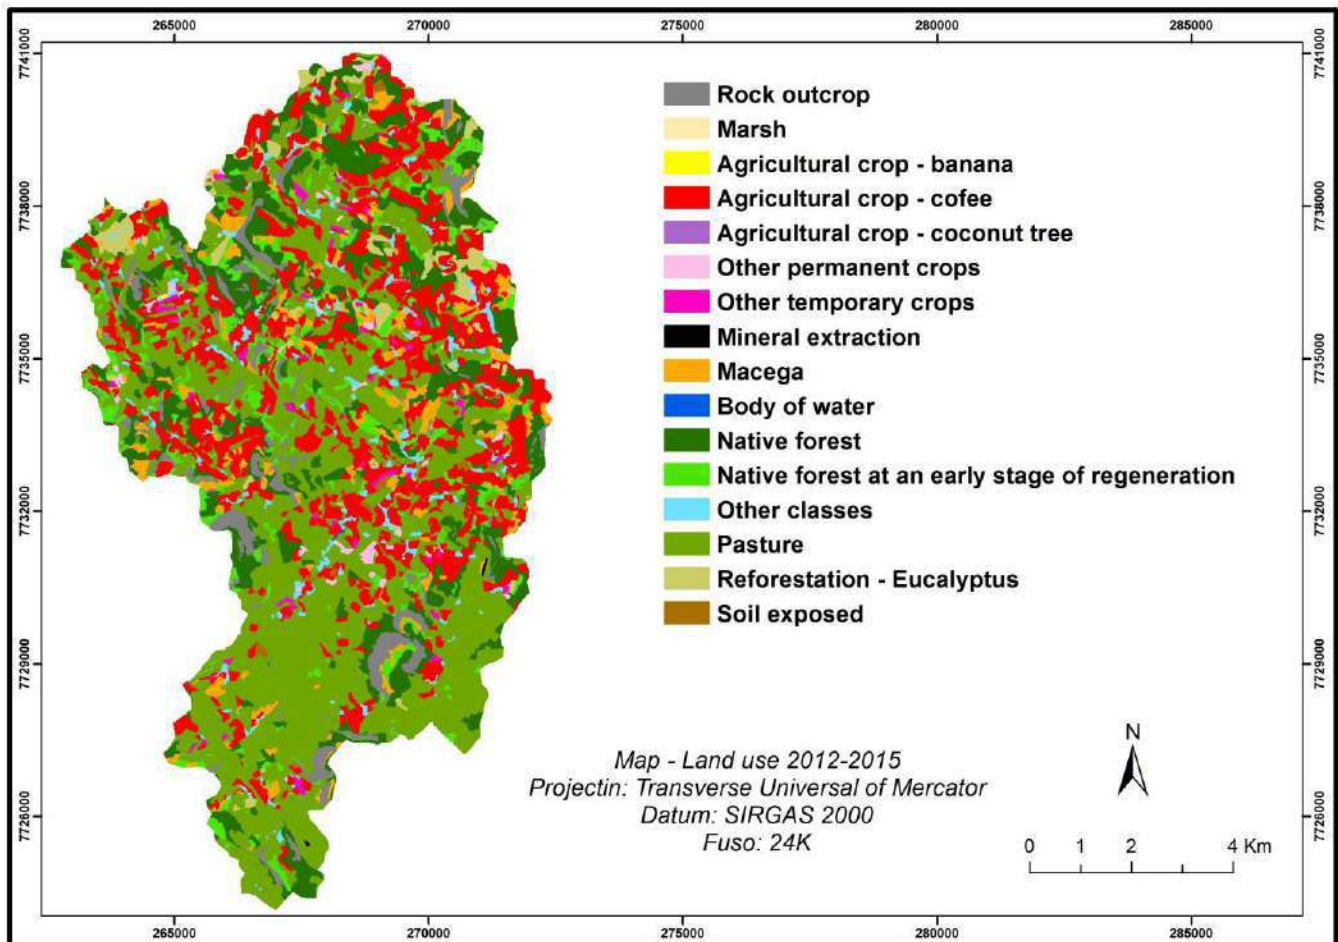 265000 270000 275000 280000 285000
7741000 7741000
7738000 7738000
7735000 7735000
7732000 7732000
7729000 7729000
7726000 7726000
Rock outcrop
Marsh
Agricultural crop - banana
Agricultural crop - cofee
Agricultural crop - coconut tree
Other permanent crops
Other temporary crops
Mineral extraction
Macega
Body of water
Native forest
Native forest at an early stage of regeneration
Other classes
Pasture
Reforestation - Eucalyptus
Soil exposed
Map - Land use 2012-2015
Projectin: Transverse Universal of Mercator
Datum: SIRGAS 2000
Fuso: 24K
N
0 1 2 4 Km
265000 270000 275000 280000 285000